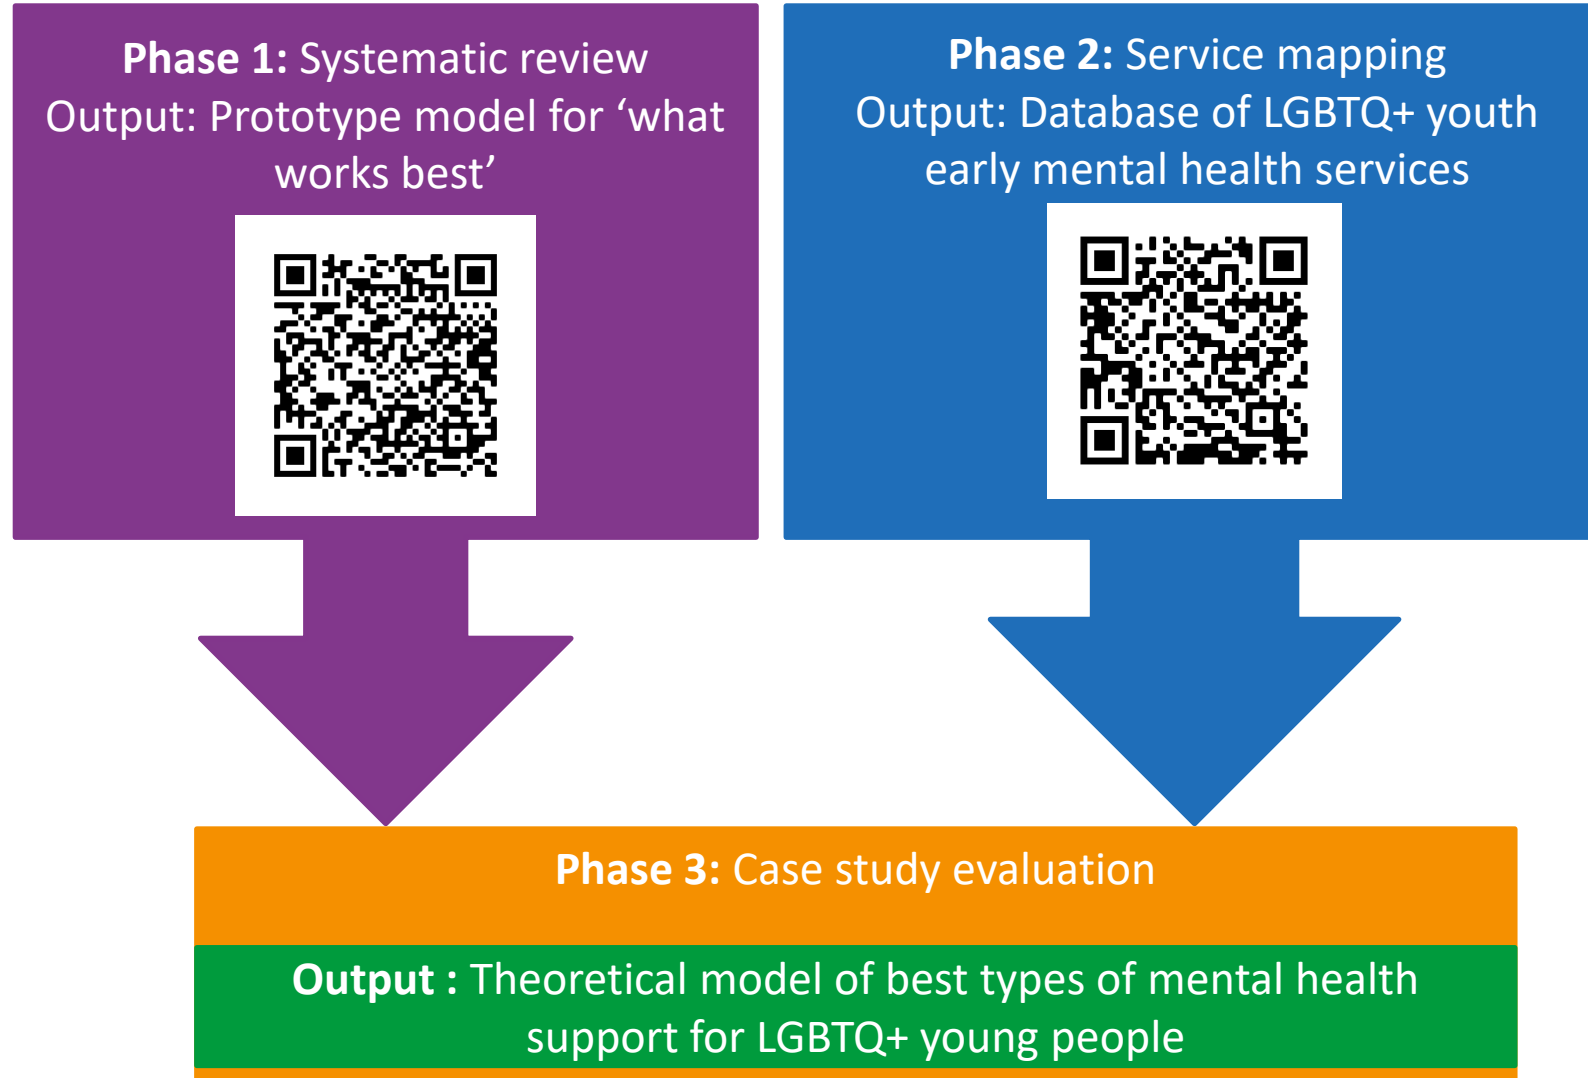 Phase 1: Systematic review
Output: Prototype model for ‘what
works best’
Phase 2: Service mapping
Output: Database of LGBTQ+ youth
early mental health services
Phase 3: Case study evaluation
Output : Theoretical model of best types of mental health
support for LGBTQ+ young people